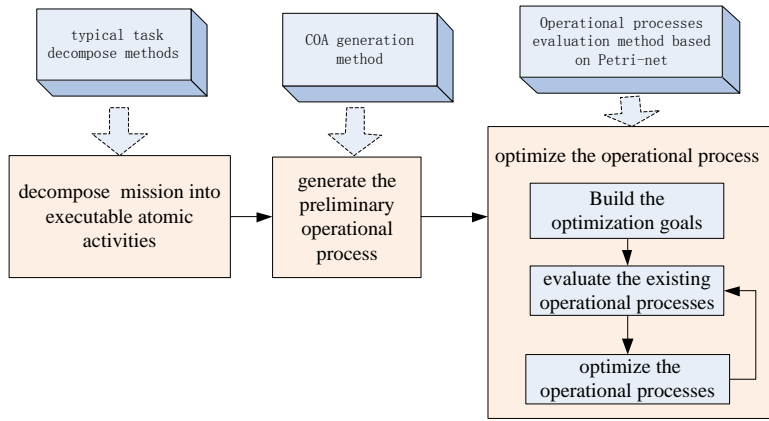 typical task
decompose methods
COA generation
method
Operational processes
evaluation method based
on Petri-net
decompose mission into
executable atomic
activities
generate the
preliminary
operational
process
optimize the operational process
Build the
optimization goals
evaluate the existing
operational processes
optimize the
operational processes